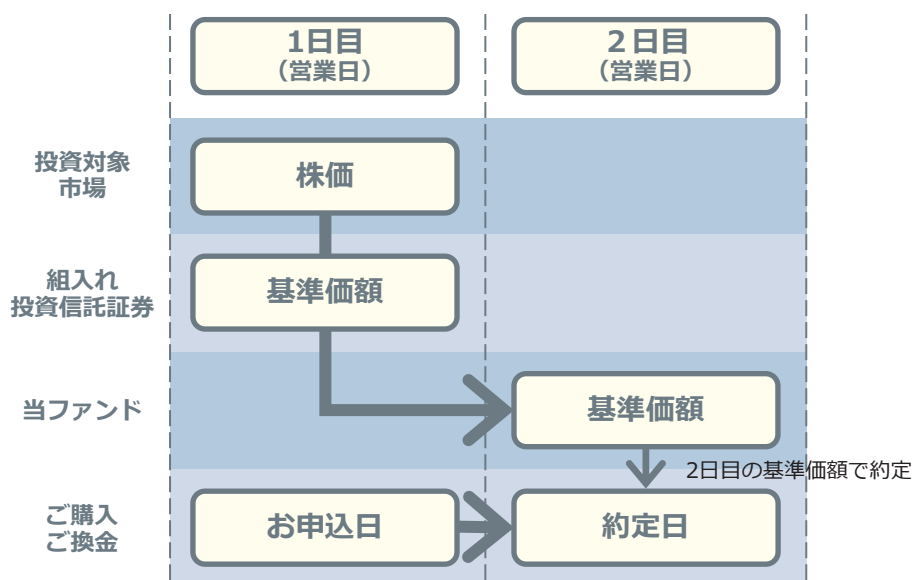 1日目
（営業日）
２日目
（営業日）
投資対象
市場
株価
組入れ
投資信託証券
基準価額
当ファンド
基準価額
2日目の基準価額で約定
ご購入
ご換金
お申込日
約定日